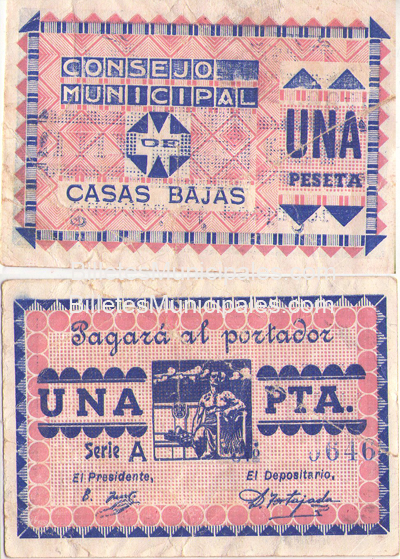 CONSEJO
MUNICIPAL
DE
CASAS BAJAS
UNA
PESETA
BilletesMunicipales.com
Pagará al portador
UNA PTA.
Serie A
0646
El Presidente, El Depositario,